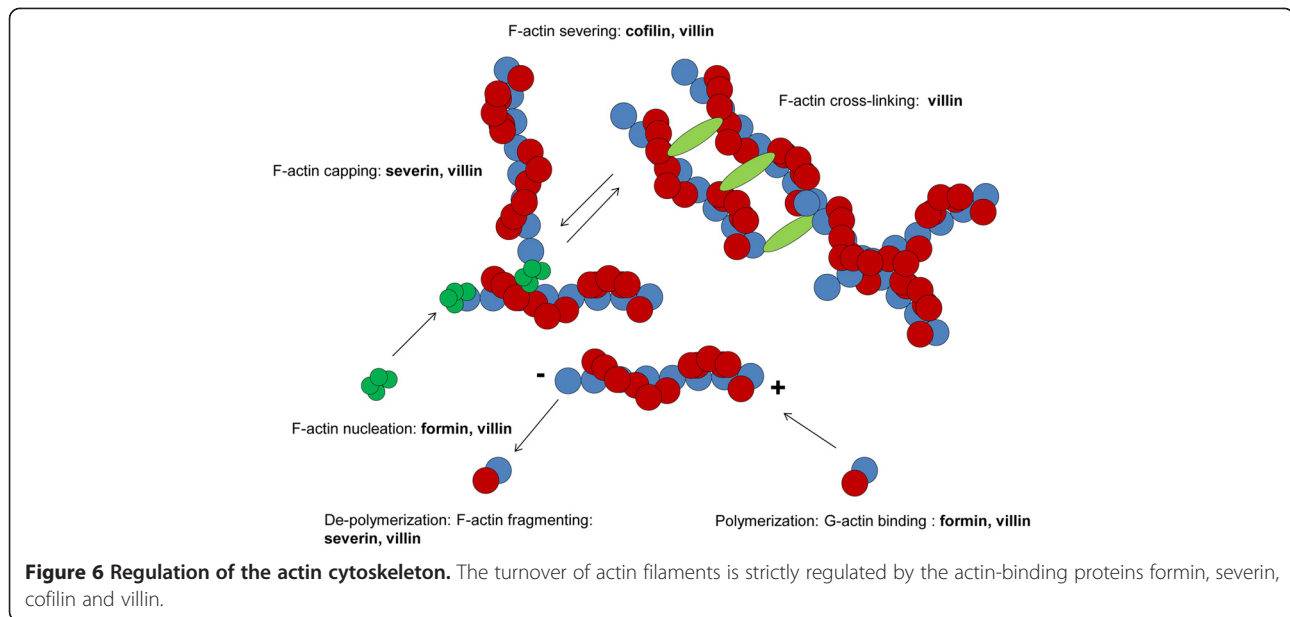 F-actin severing: cofilin, villin
F-actin cross-linking: villin
F-actin capping: severin, villin
-
+
F-actin nucleation: formin, villin
De-polymerization: F-actin fragmenting:
severin, villin
Polymerization: G-actin binding : formin, villin
Figure 6 Regulation of the actin cytoskeleton. The turnover of actin filaments is strictly regulated by the actin-binding proteins formin, severin,
cofilin and villin.